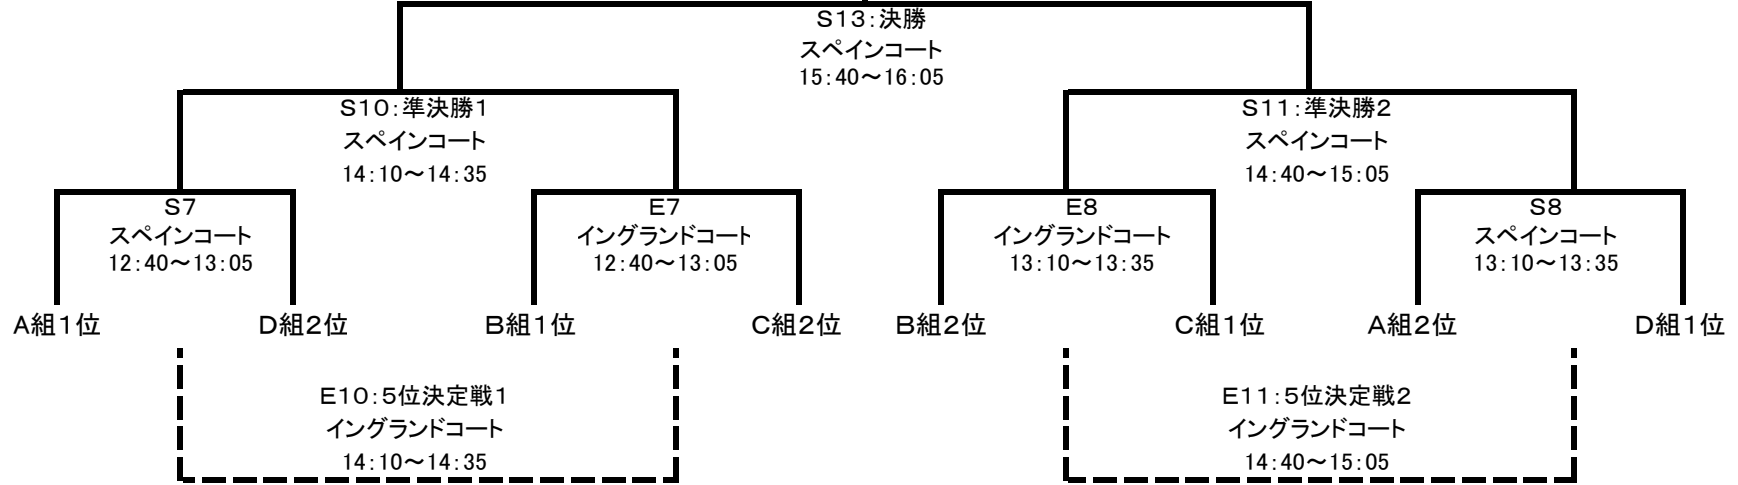 S13:決勝
スペインコート
15:40～16:05
S10:準決勝1
スペインコート
14:10～14:35
S11:準決勝2
スペインコート
14:40～15:05
S7
スペインコート
12:40～13:05
E7
イングランドコート
12:40～13:05
E8
イングランドコート
13:10～13:35
S8
スペインコート
13:10～13:35
A組1位
D組2位
B組1位
C組2位
B組2位
C組1位
A組2位
D組1位
E10:5位決定戦1
イングランドコート
14:10～14:35
E11:5位決定戦2
イングランドコート
14:40～15:05